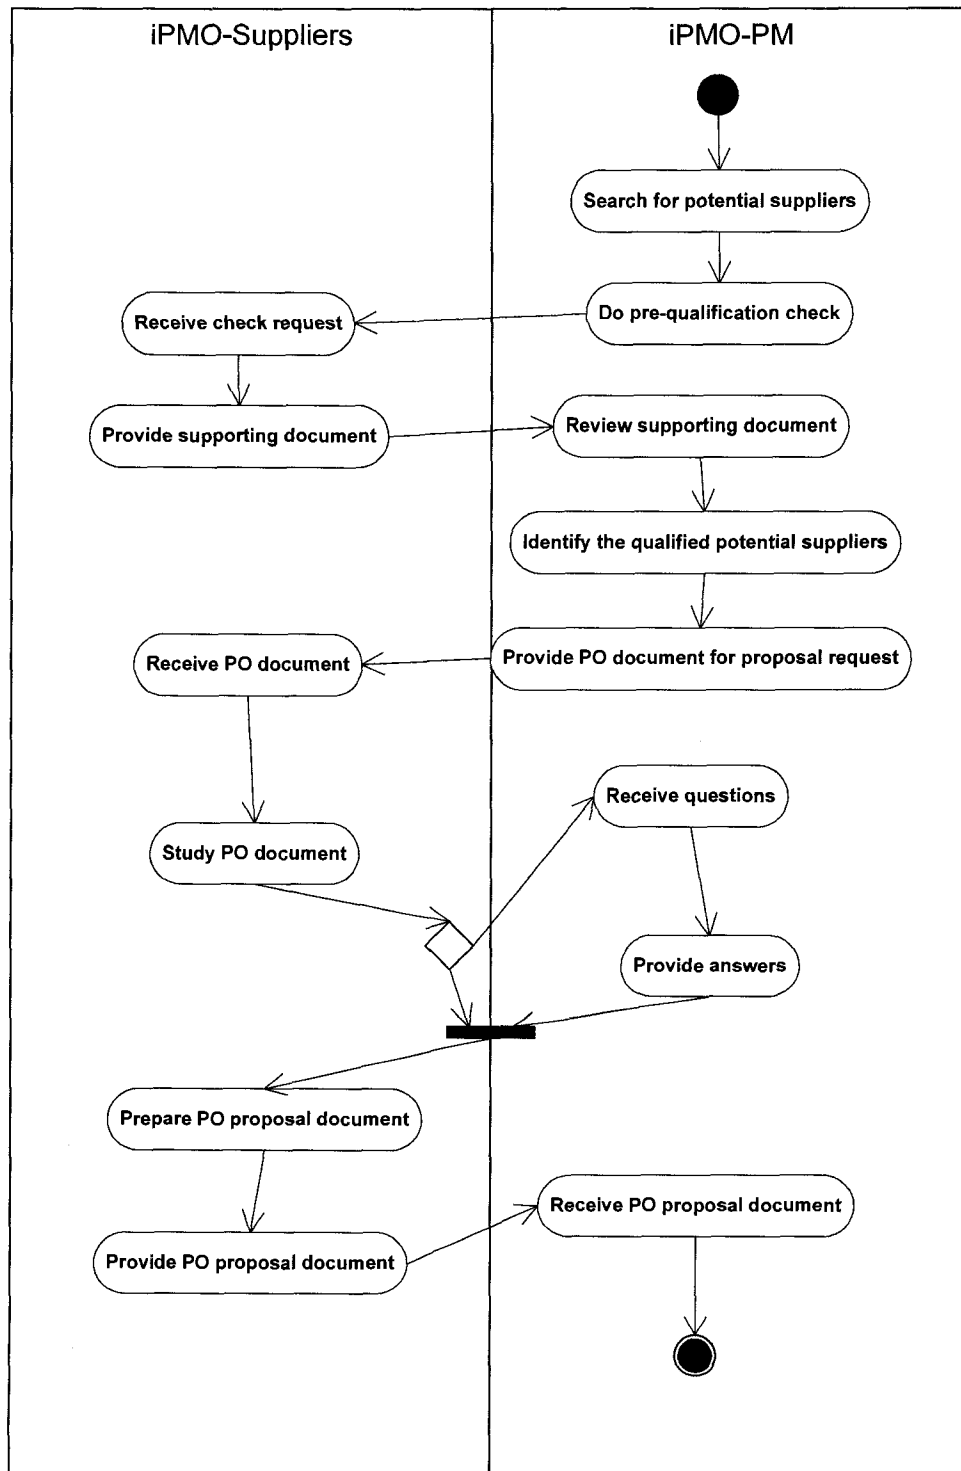 iPMO-Suppliers
iPMO-PM
Search for potential suppliers
Do pre-qualification check
Receive check request
Provide supporting document
Review supporting document
Identify the qualified potential suppliers
Provide PO document for proposal request
Receive PO document
Study PO document
Receive questions
Provide answers
Prepare PO proposal document
Provide PO proposal document
Receive PO proposal document